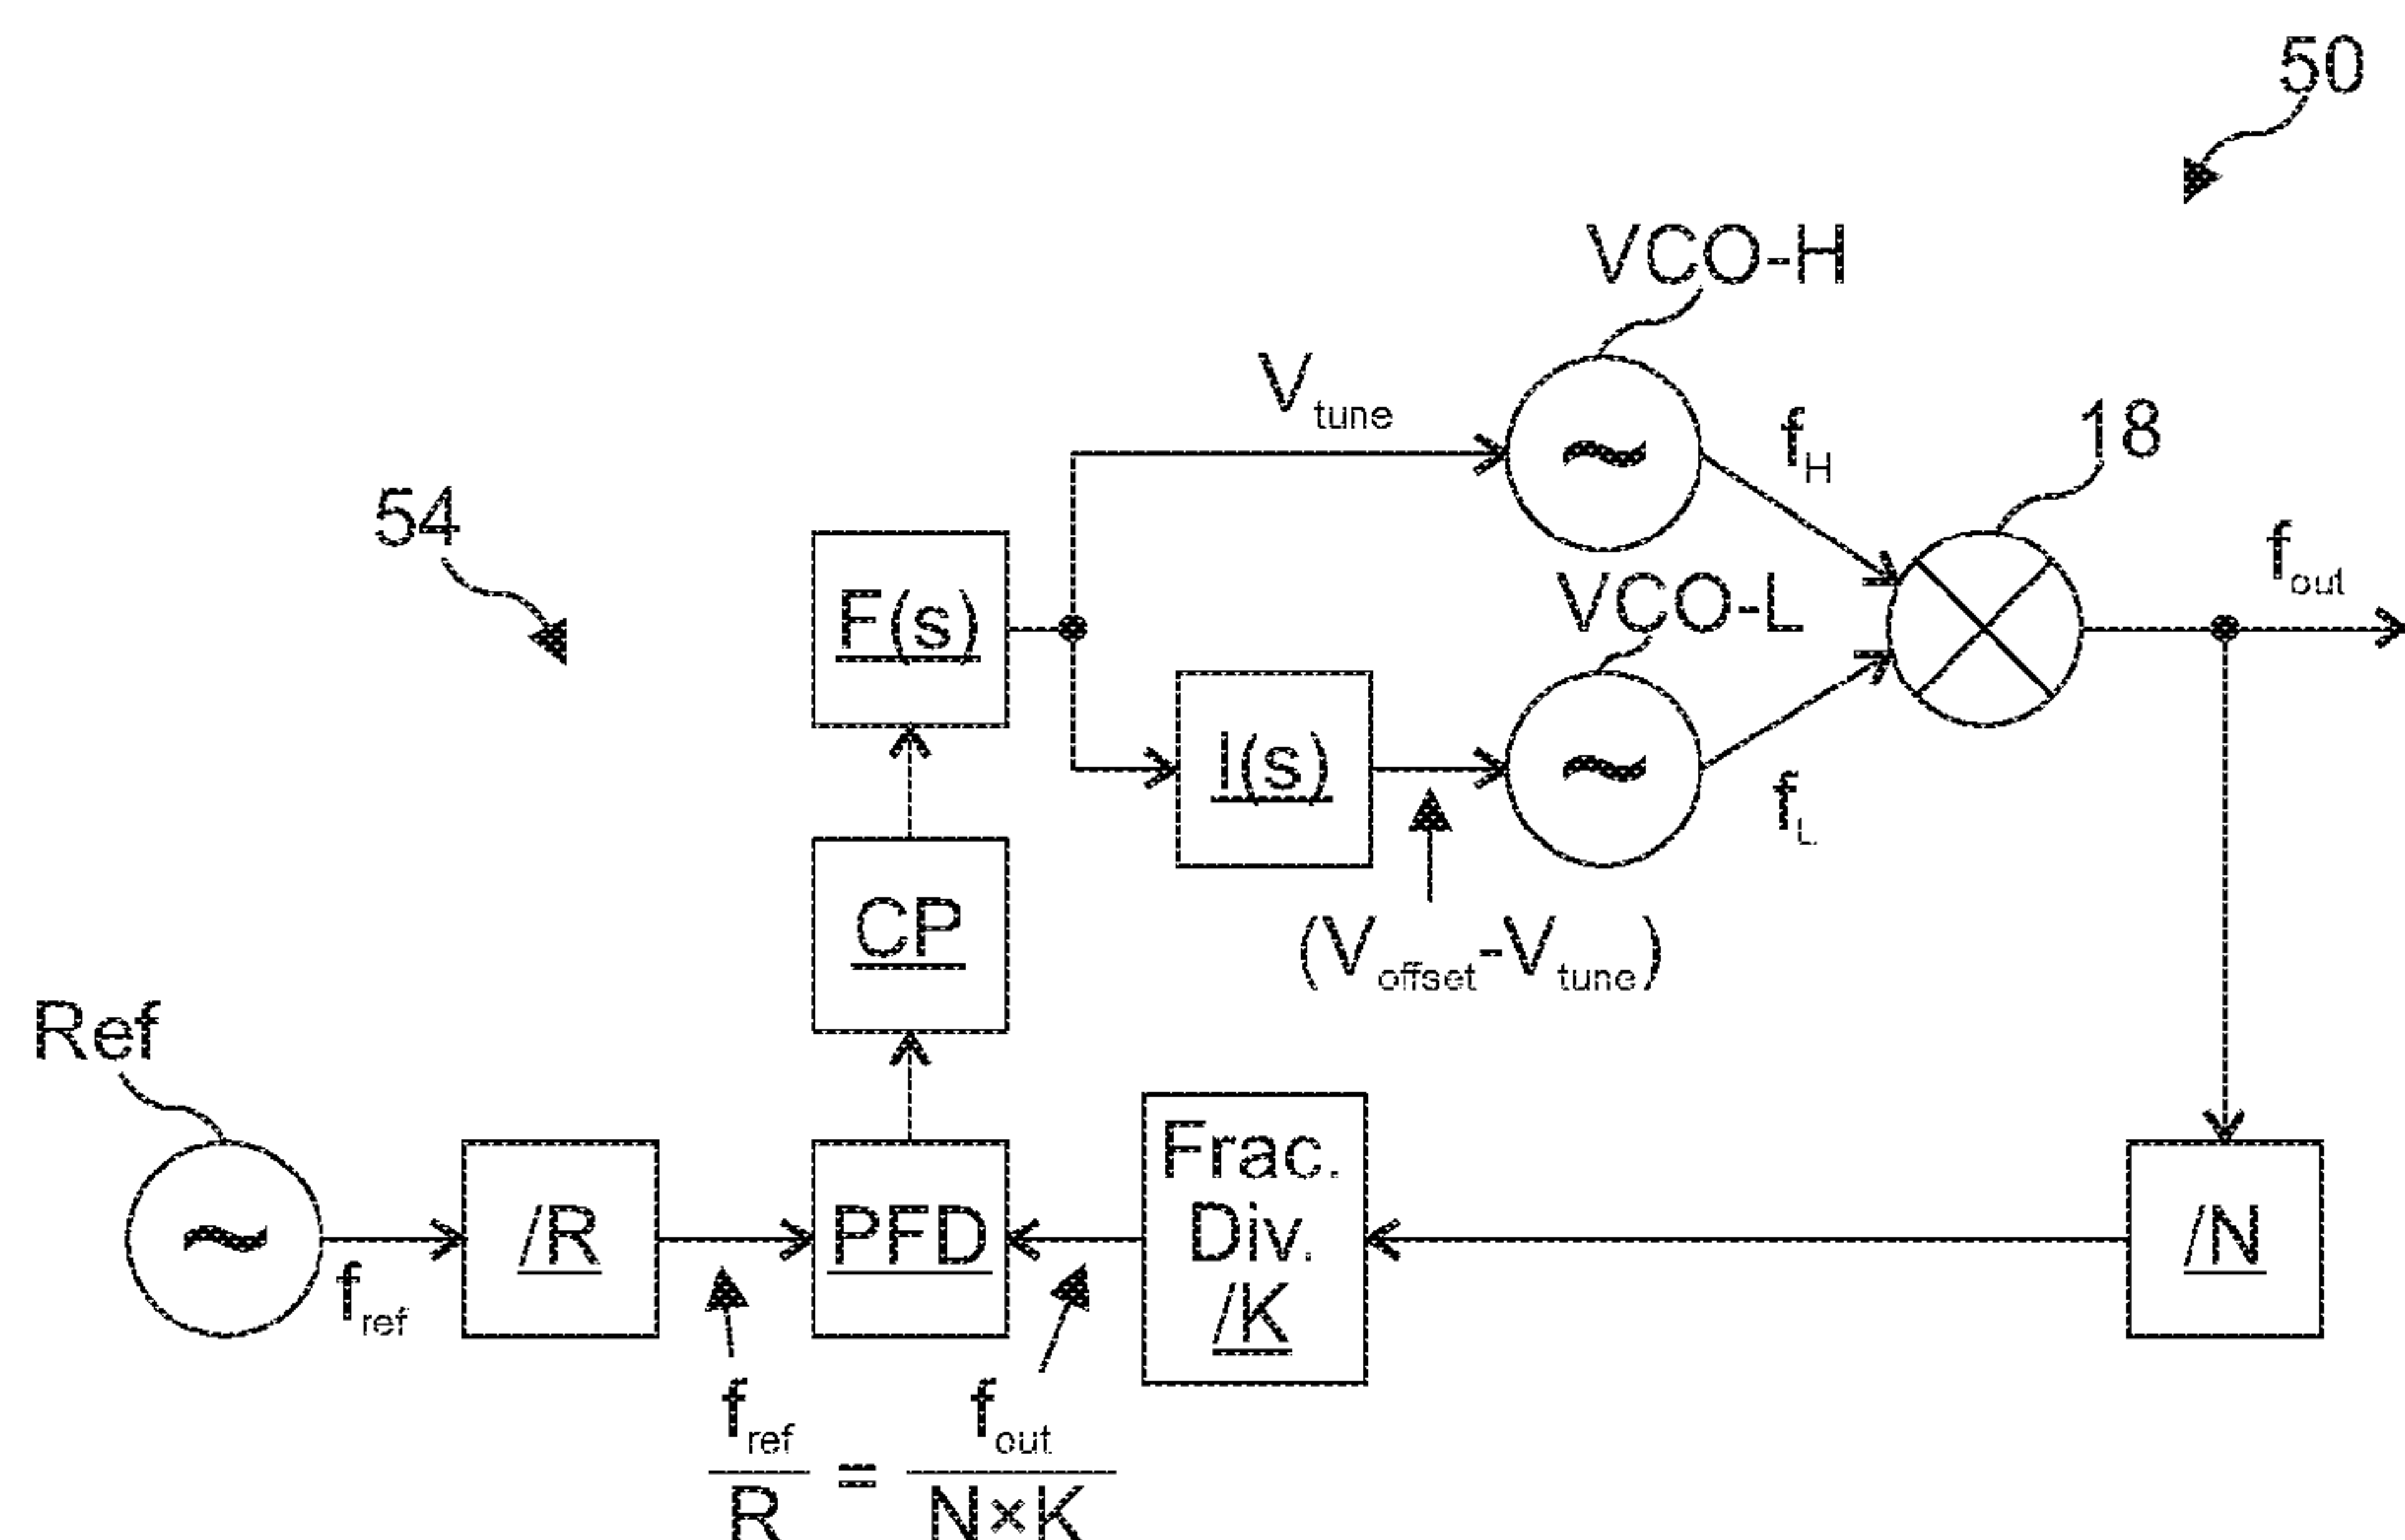 50
VCO-H
V tune
f H
18
54
f out
F(s)
VCO-L
I(s)
f L
CP
(V offset-V tune)
Ref
f ref
/R
PFD
Frac.
Div.
/K
/N
f ref / R = f out / N×K